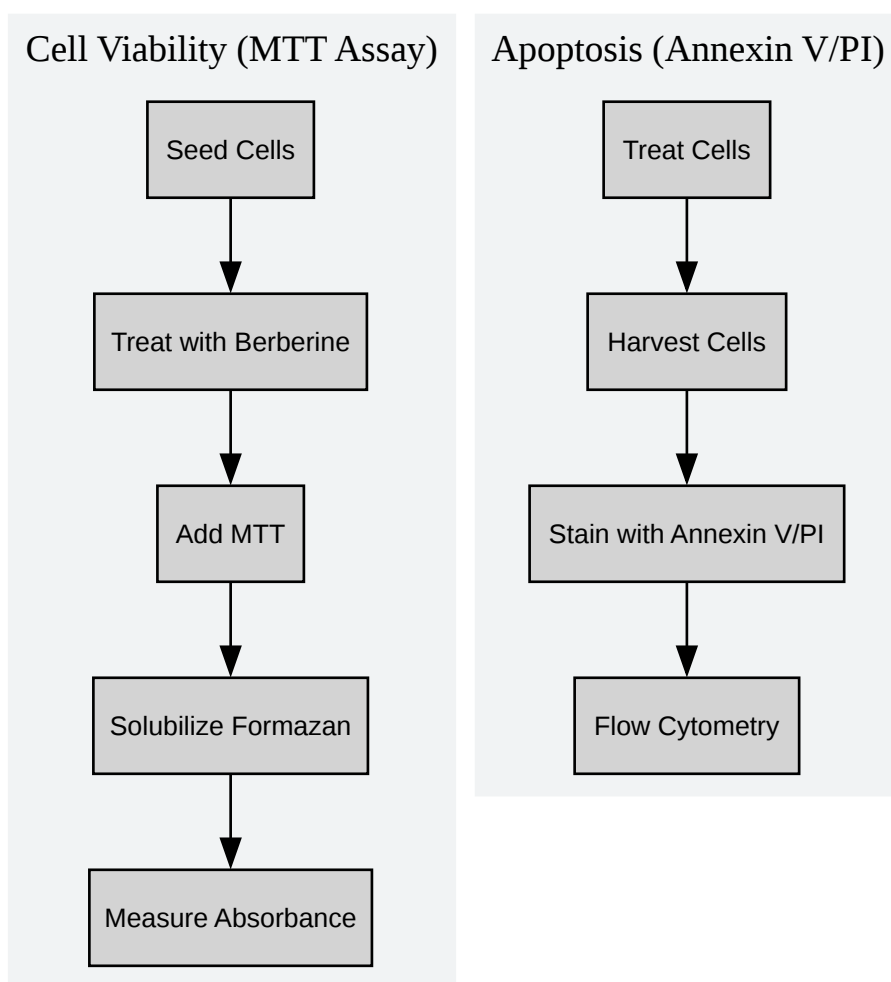 Cell Viability (MTT Assay)
Seed Cells
Treat with Berberine
Add MTT
Solubilize Formazan
Measure Absorbance
Apoptosis (Annexin V/PI)
Treat Cells
Harvest Cells
Stain with Annexin V/PI
Flow Cytometry